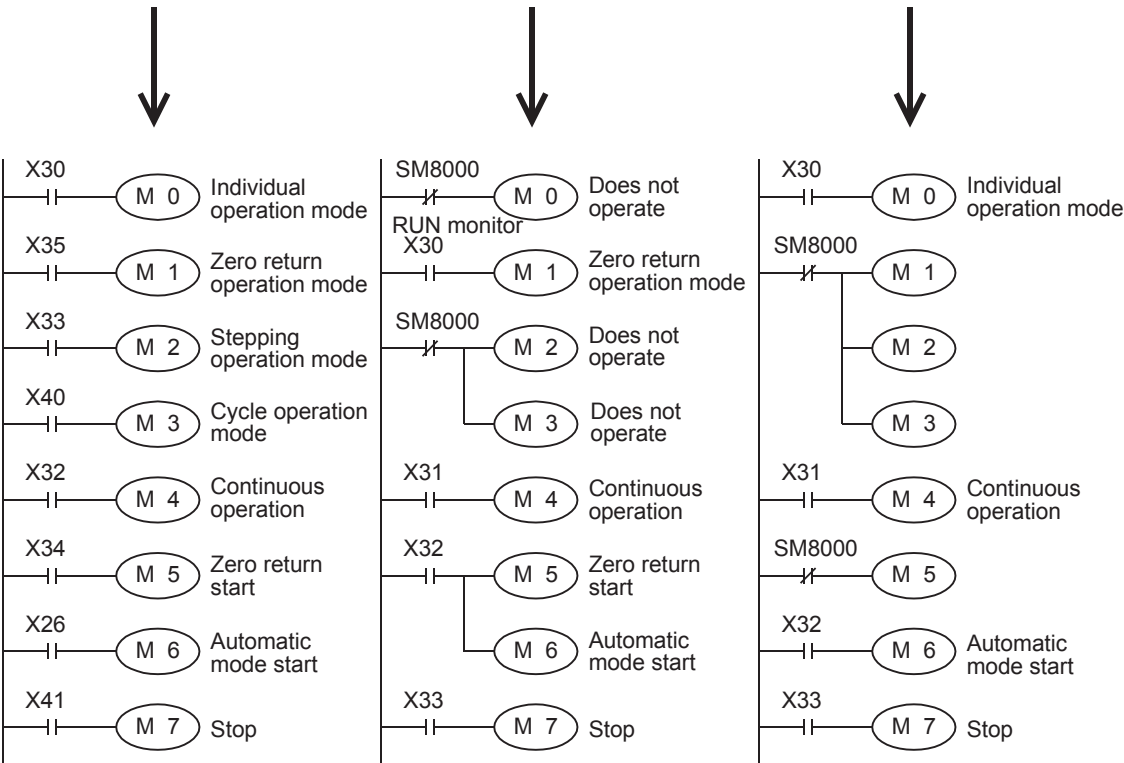 X30
M 0
Individual
operation mode
X35
M 1
Zero return
operation mode
X33
M 2
Stepping
operation mode
X40
M 3
Cycle operation
mode
X32
M 4
Continuous
operation
X34
M 5
Zero return
start
X26
M 6
Automatic
mode start
X41
M 7
Stop
SM8000
M 0
Does not
operate
RUN monitor
X30
M 1
Zero return
operation mode
SM8000
M 2
Does not
operate
M 3
Does not
operate
X31
M 4
Continuous
operation
X32
M 5
Zero return
start
M 6
Automatic
mode start
X33
M 7
Stop
X30
M 0
Individual
operation mode
SM8000
M 1
M 2
M 3
X31
M 4
Continuous
operation
SM8000
M 5
X32
M 6
Automatic
mode start
X33
M 7
Stop